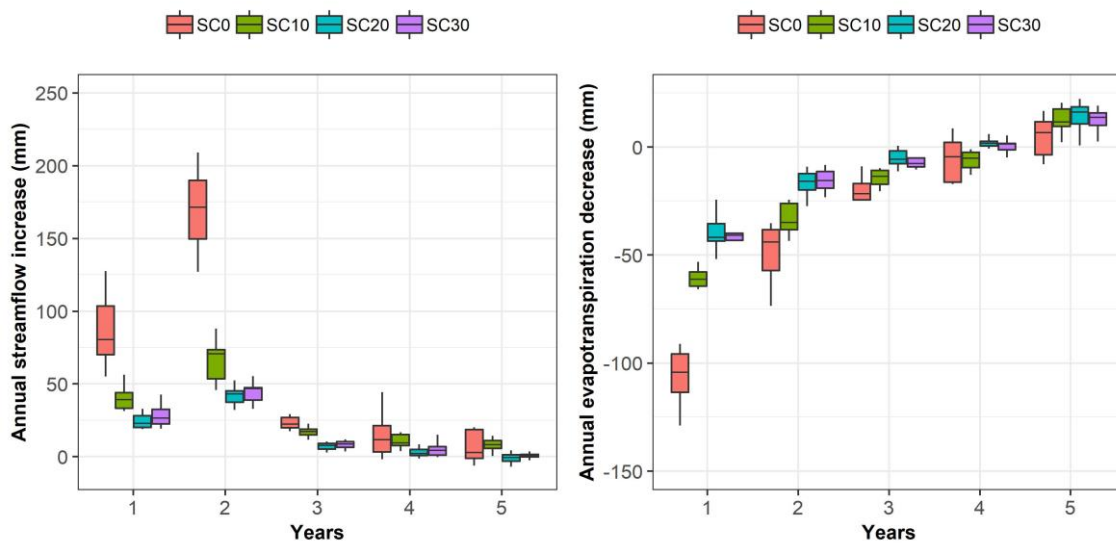 SC0 SC10 SC20 SC30
Annual streamflow increase (mm)
250
200
150
100
50
0
1 2 3 4 5
Years
SC0 SC10 SC20 SC30
Annual evapotranspiration decrease (mm)
0
-50
-100
-150
1 2 3 4 5
Years